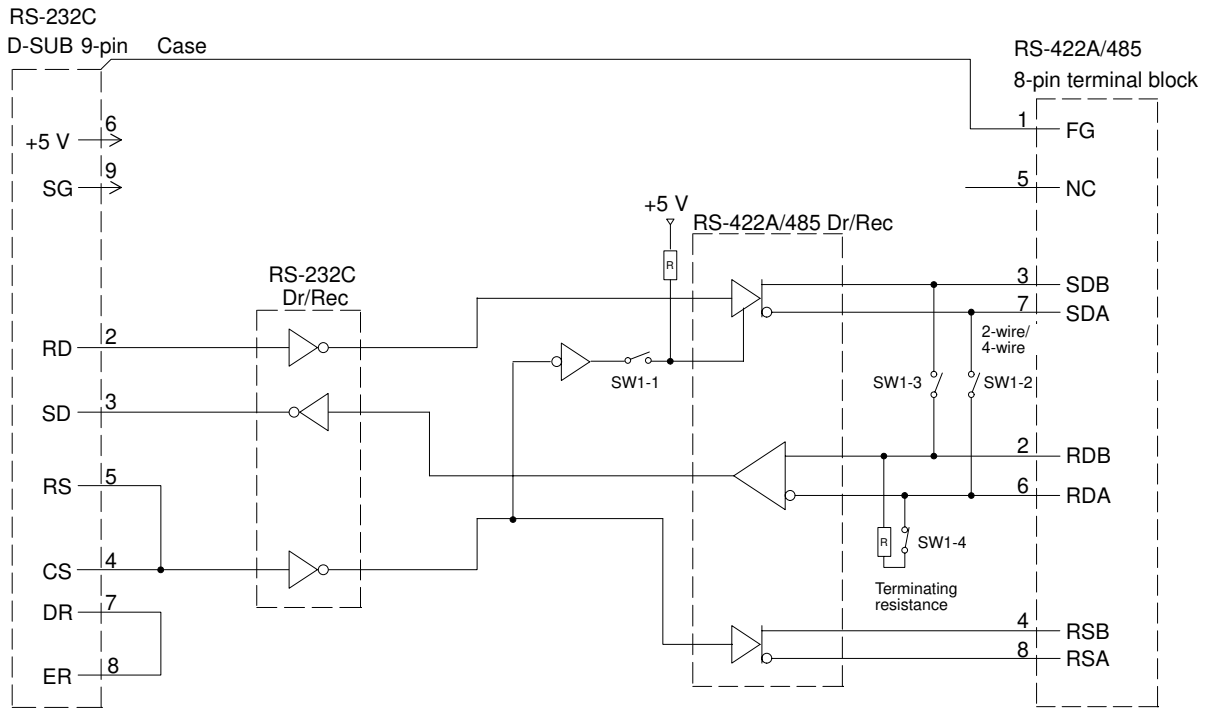 RS-232C
D-SUB 9-pin Case
RS-422A/485
8-pin terminal block
+5 V 6
SG 9
1 FG
5 NC
+5 V
R
RS-422A/485 Dr/Rec
RS-232C
Dr/Rec
3 SDB
7 SDA
2-wire/
4-wire
RD 2
SW1-1
SW1-3
SW1-2
SD 3
2 RDB
6 RDA
RS 5
R
SW1-4
CS 4
Terminating
resistance
DR 7
4 RSB
8 RSA
ER 8